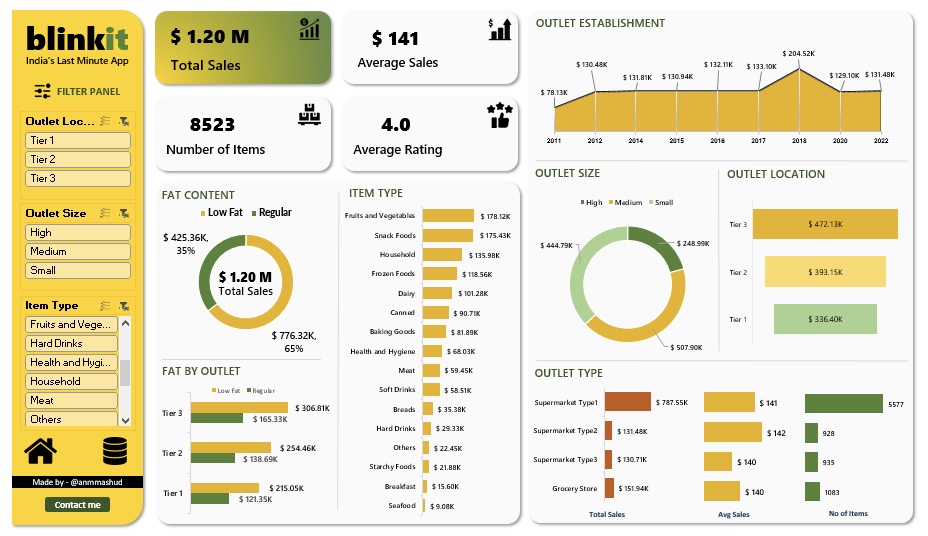 blinkit
India's Last Minute App
FILTER PANEL
Outlet Loc...
Tier 1
Tier 2
Tier 3
Outlet Size
High
Medium
Small
Item Type
Fruits and Vege...
Hard Drinks
Health and Hygi...
Household
Meat
Others
Made by - @anmmashud
Contact me
$ 1.20 M
Total Sales
$ 141
Average Sales
8523
Number of Items
4.0
Average Rating
FAT CONTENT
Low Fat Regular
$ 425.36K,
35%
$ 1.20 M
Total Sales
$ 776.32K,
65%
FAT BY OUTLET
Low Fat Regular
Tier 3 $ 306.81K
$ 165.33K
Tier 2 $ 254.46K
$ 138.69K
Tier 1 $ 215.05K
$ 121.35K
ITEM TYPE
Fruits and Vegetables $ 178.12K
Snack Foods $ 175.43K
Household $ 135.98K
Frozen Foods $ 118.56K
Dairy $ 101.28K
Canned $ 90.71K
Baking Goods $ 81.89K
Health and Hygiene $ 68.03K
Meat $ 59.45K
Soft Drinks $ 58.51K
Breads $ 35.38K
Hard Drinks $ 29.33K
Others $ 22.45K
Starchy Foods $ 21.88K
Breakfast $ 15.60K
Seafood $ 9.08K
OUTLET ESTABLISHMENT
$ 78.13K $ 130.48K $ 131.81K $ 130.94K $ 132.11K $ 133.10K $ 204.52K $ 129.10K $ 131.48K
2011 2012 2014 2015 2016 2017 2018 2020 2022
OUTLET SIZE
High Medium Small
$ 444.79K
$ 248.99K
$ 507.90K
OUTLET LOCATION
Tier 3 $ 472.13K
Tier 2 $ 393.15K
Tier 1 $ 336.40K
OUTLET TYPE
Supermarket Type1 $ 787.55K $ 141 5577
Supermarket Type2 $ 131.48K $ 142 928
Supermarket Type3 $ 130.71K $ 140 935
Grocery Store $ 151.94K $ 140 1083
Total Sales Avg Sales No of Items